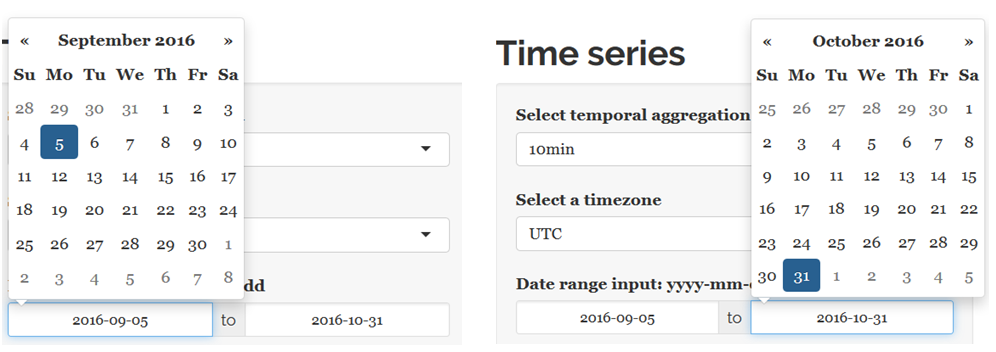 « September 2016 »
Su Mo Tu We Th Fr Sa
28 29 30 31 1 2 3
4 5 6 7 8 9 10
11 12 13 14 15 16 17
18 19 20 21 22 23 24
25 26 27 28 29 30 1
2 3 4 5 6 7 8
dd
2016-09-05 to 2016-10-31
Time series
Select temporal aggregation
10min
Select a timezone
UTC
Date range input: yyyy-mm-
2016-09-05 to 2016-10-31
« October 2016 »
Su Mo Tu We Th Fr Sa
25 26 27 28 29 30 1
2 3 4 5 6 7 8
9 10 11 12 13 14 15
16 17 18 19 20 21 22
23 24 25 26 27 28 29
30 31 1 2 3 4 5